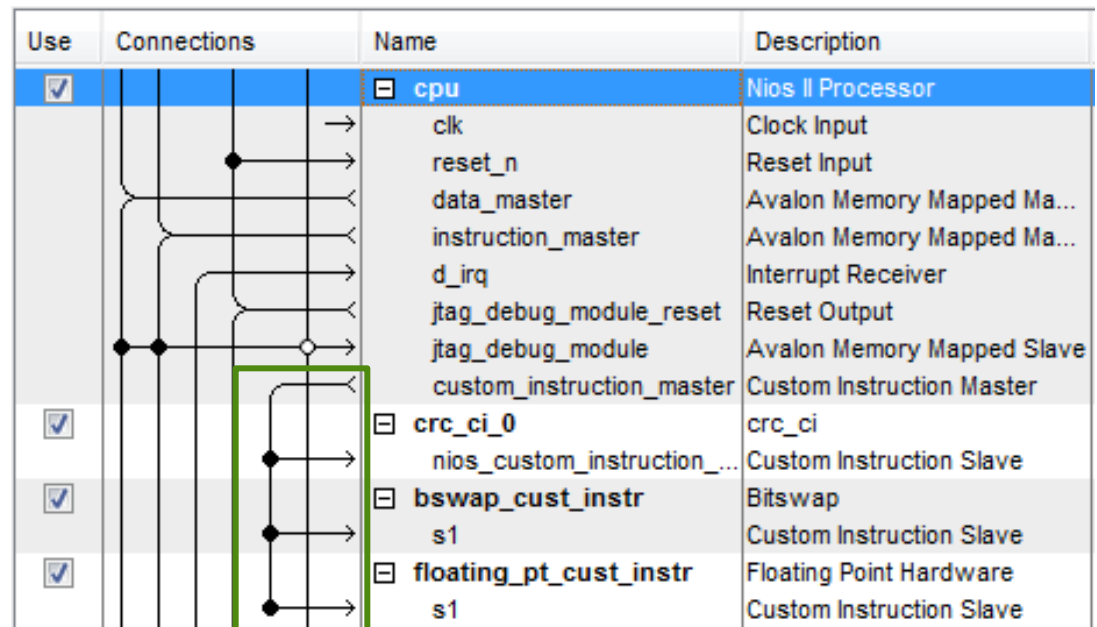 Use Connections Name Description
cpu Nios II Processor
clk Clock Input
reset_n Reset Input
data_master Avalon Memory Mapped Ma...
instruction_master Avalon Memory Mapped Ma...
d_irq Interrupt Receiver
jtag_debug_module_reset Reset Output
jtag_debug_module Avalon Memory Mapped Slave
custom_instruction_master Custom Instruction Master
crc_ci_0 crc_ci
nios_custom_instruction_... Custom Instruction Slave
bswap_cust_instr Bitswap
s1 Custom Instruction Slave
floating_pt_cust_instr Floating Point Hardware
s1 Custom Instruction Slave